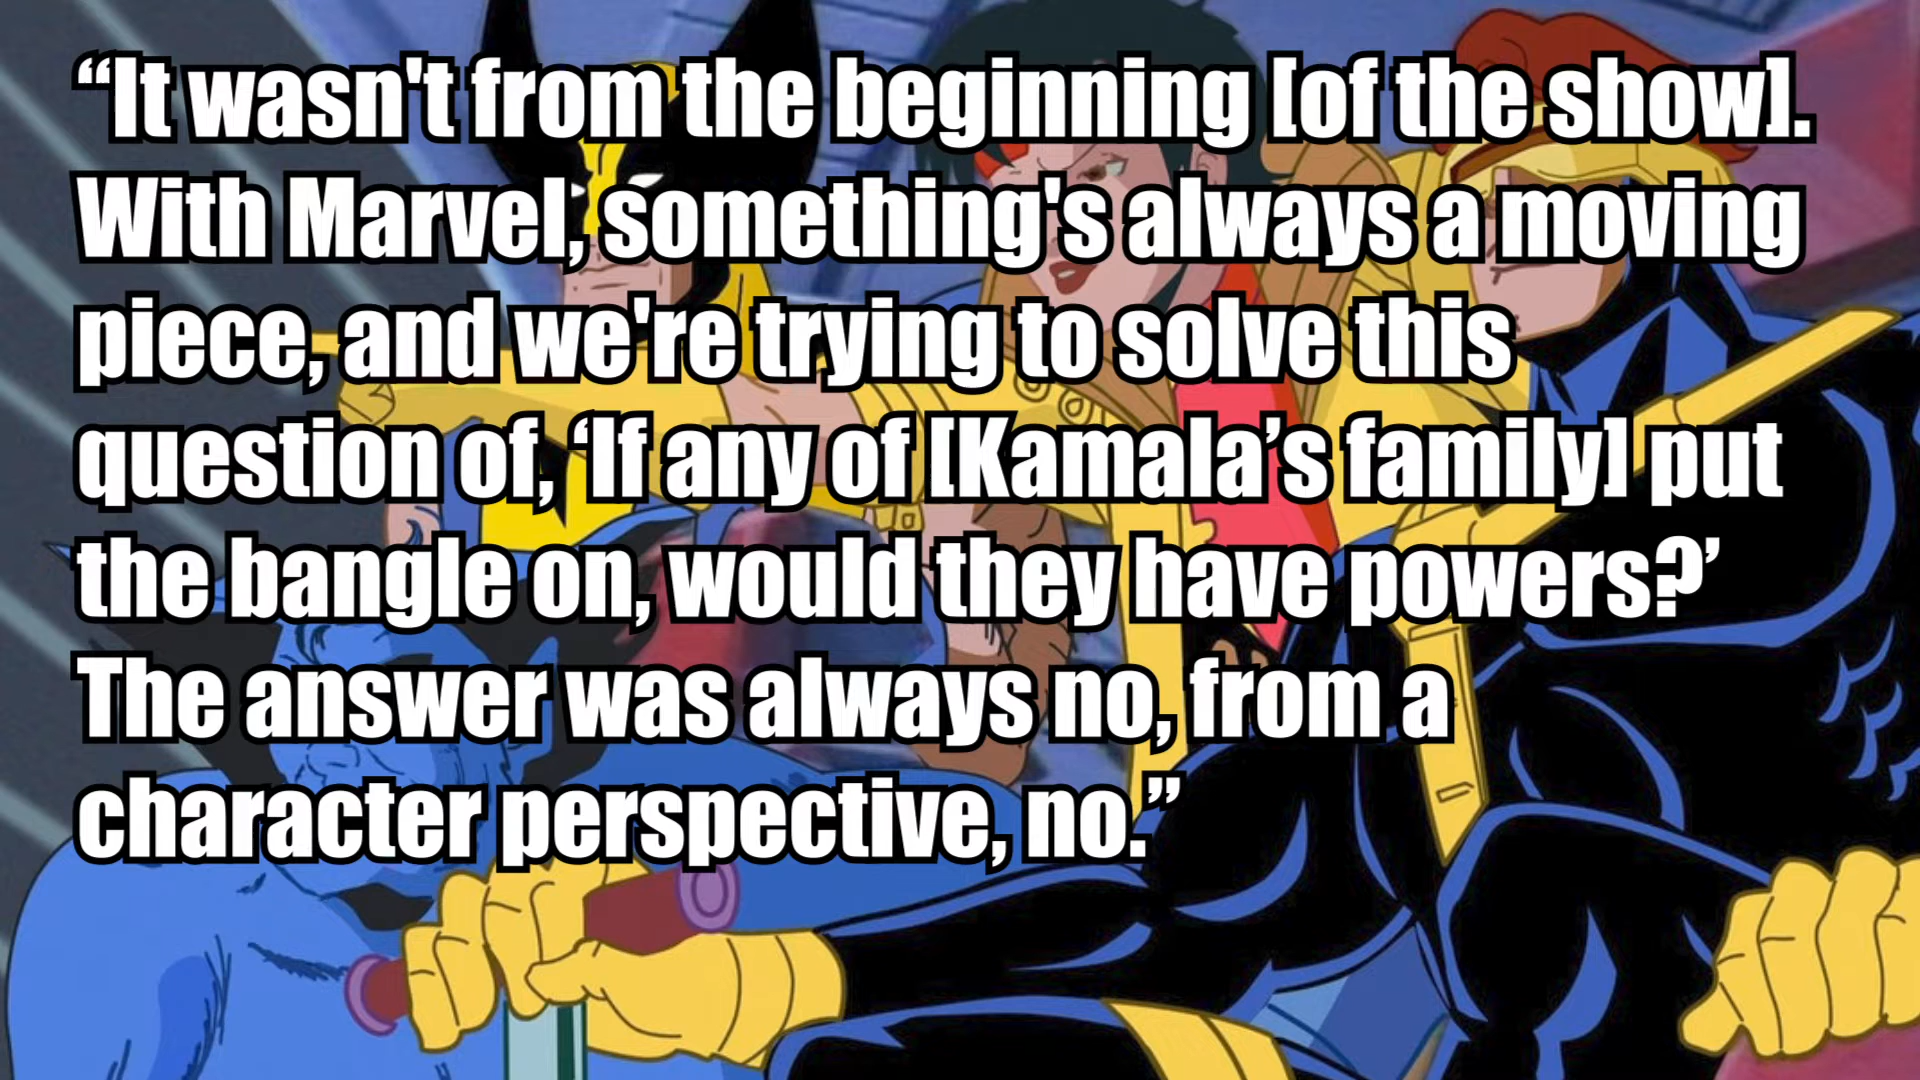 “It wasn't from the beginning [of the show].
With Marvel, something's always a moving
piece, and we're trying to solve this
question of, ‘If any of [Kamala’s family] put
the bangle on, would they have powers?’
The answer was always no, from a
character perspective, no.”